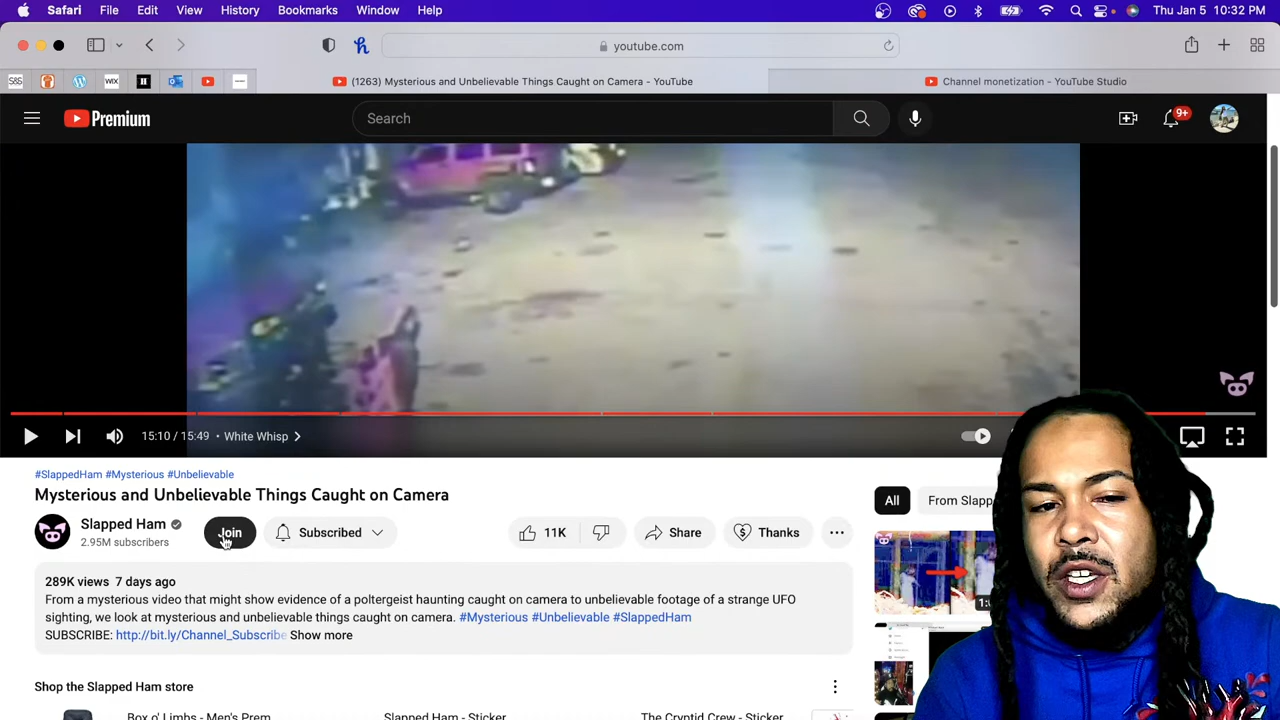 Safari File Edit View History Bookmarks Window Help Thu Jan 5 10:32 PM
youtube.com
S&S WIX (1263) Mysterious and Unbelievable Things Caught on Camera - YouTube Channel monetization - YouTube Studio
Premium Search 9+
15:10 / 15:49 • White Whisp
#SlappedHam #Mysterious #Unbelievable
Mysterious and Unbelievable Things Caught on Camera
All From Slapp
Slapped Ham Join Subscribed 11K Share Thanks
2.95M subscribers
289K views 7 days ago
From a mysterious video that might show evidence of a poltergeist haunting caught on camera to unbelievable footage of a strange UFO
sighting, we look at mysterious and unbelievable things caught on camera. #Mysterious #Unbelievable #SlappedHam
SUBSCRIBE: http://bit.ly/Channel_Subscribe Show more
Shop the Slapped Ham store
Box o' Limbs - Men's Prem Slapped Ham - Sticker The Cryptid Crew - Sticker